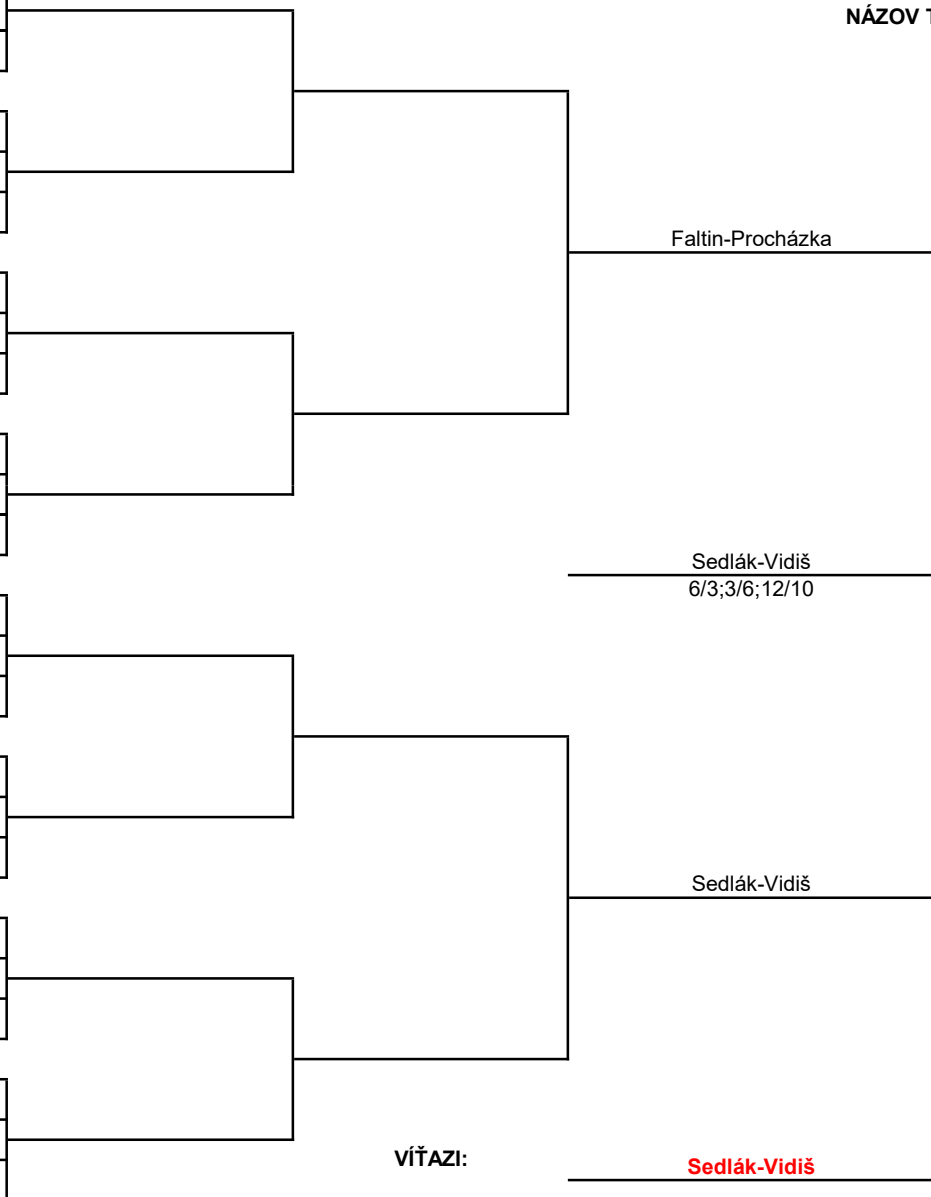 NÁZOV
Faltin-Procházka
Sedlák-Vidiš
6/3;3/6;12/10
Sedlák-Vidiš
VÍŤAZI:
Sedlák-Vidiš